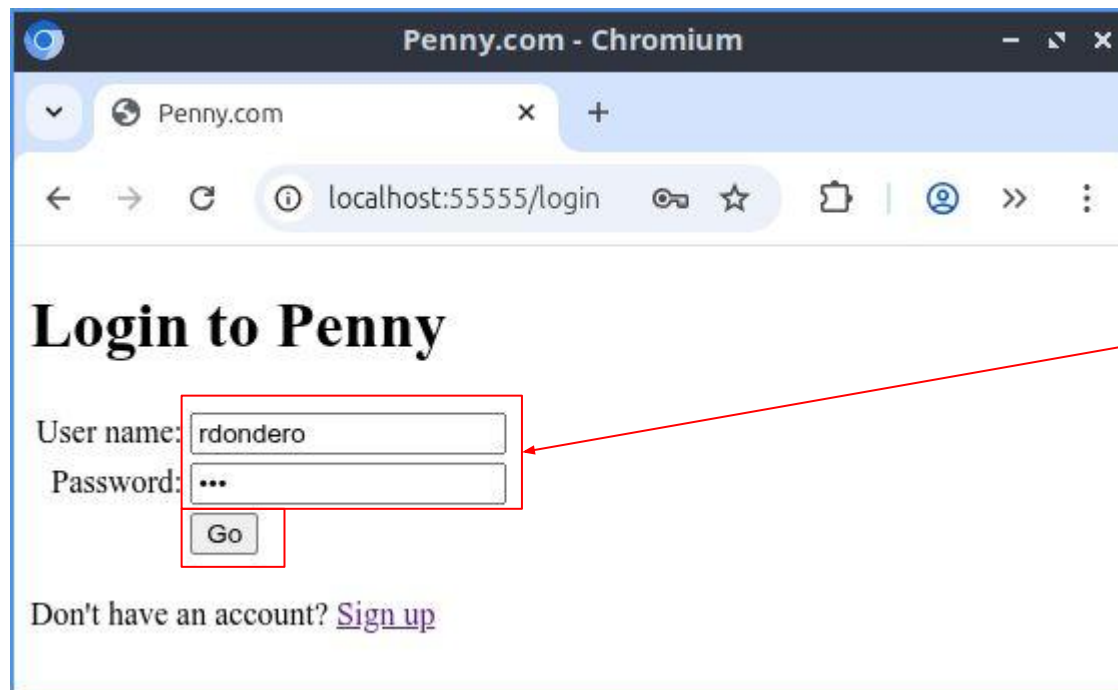 Penny.com - Chromium
Penny.com
localhost:55555/login
Login to Penny
User name: rdondero
Password: •••
Go
Don't have an account? Sign up